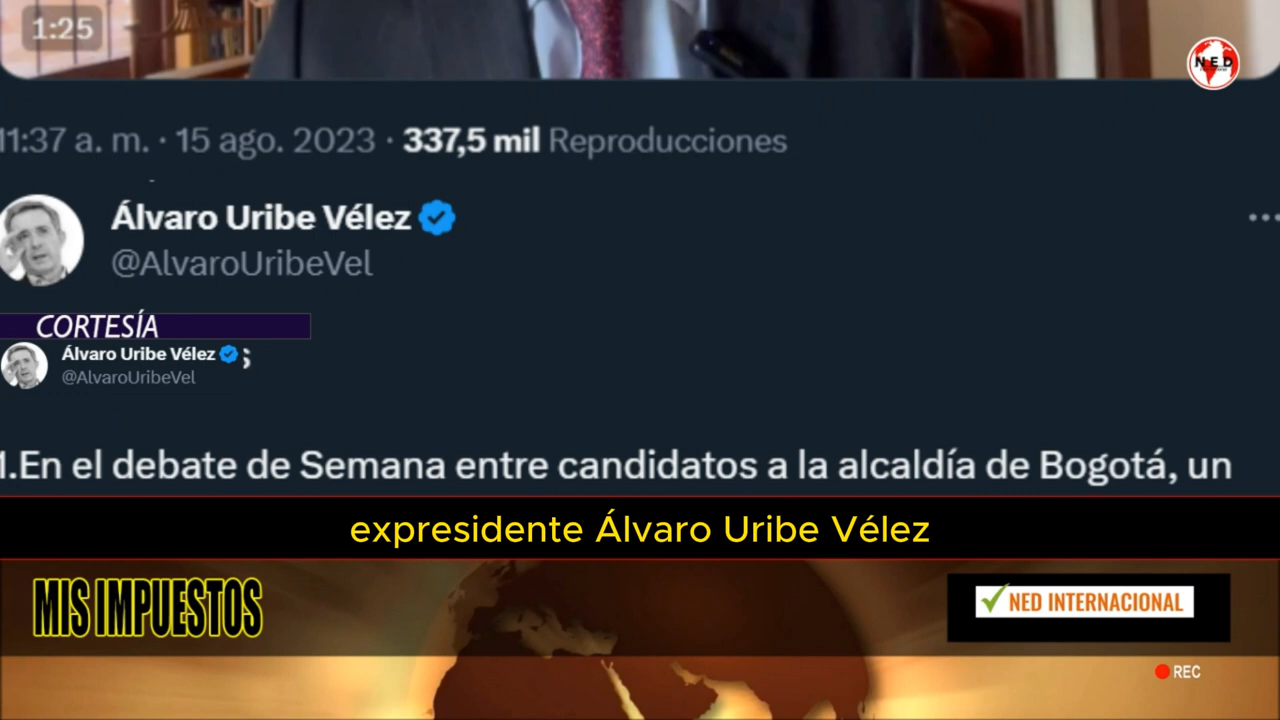 1:25
NED
11:37 a. m. · 15 ago. 2023 · 337,5 mil Reproducciones
Álvaro Uribe Vélez
@AlvaroUribeVel
CORTESÍA
Álvaro Uribe Vélez ;
@AlvaroUribeVel
1.En el debate de Semana entre candidatos a la alcaldía de Bogotá, un
expresidente Álvaro Uribe Vélez
MIS IMPUESTOS
NED INTERNACIONAL
REC